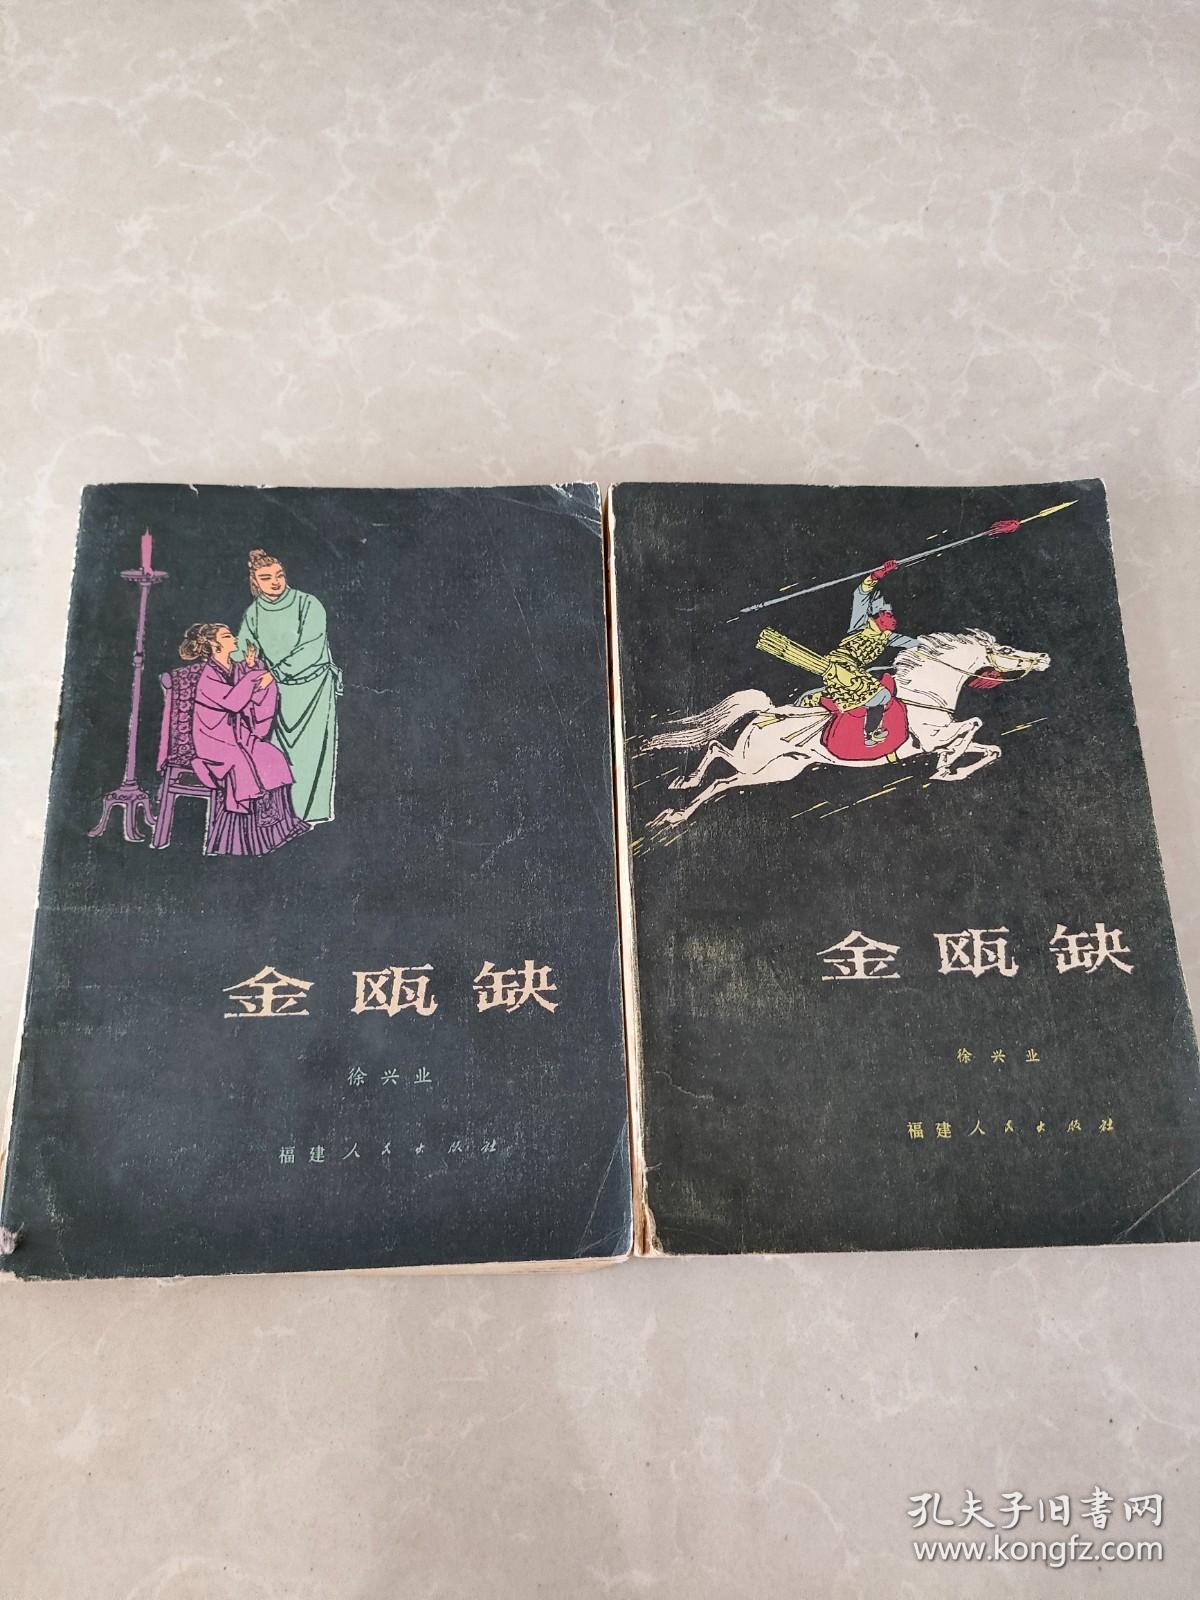 金瓯缺
徐兴业
福建人民出版社
金瓯缺
徐兴业
福建人民出版社
孔夫子旧书网
www.kongfz.com